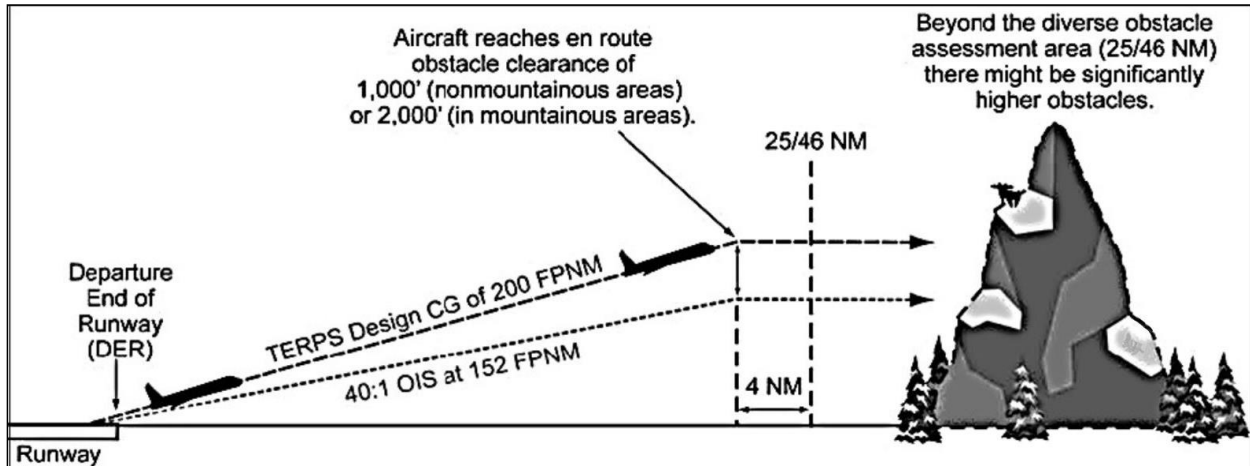 Aircraft reaches en route
obstacle clearance of
1,000' (nonmountainous areas)
or 2,000' (in mountainous areas).
Beyond the diverse obstacle
assessment area (25/46 NM)
there might be significantly
higher obstacles.
25/46 NM
Departure
End of
Runway
(DER)
TERPS Design CG of 200 FPNM
40:1 OIS at 152 FPNM
4 NM
Runway